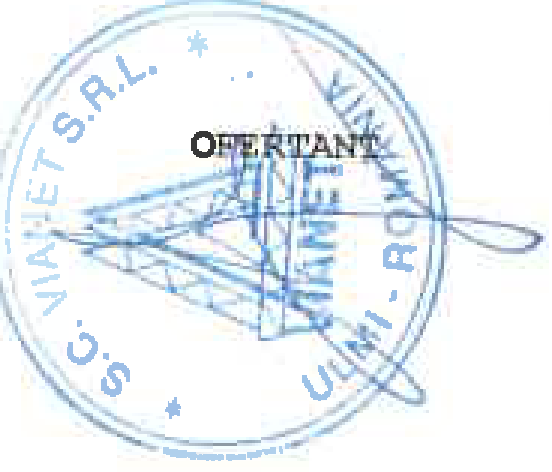 OFERTANT
S.C. VIANET S.R.L. *
ULMI - ROMANIA
VIANET
*